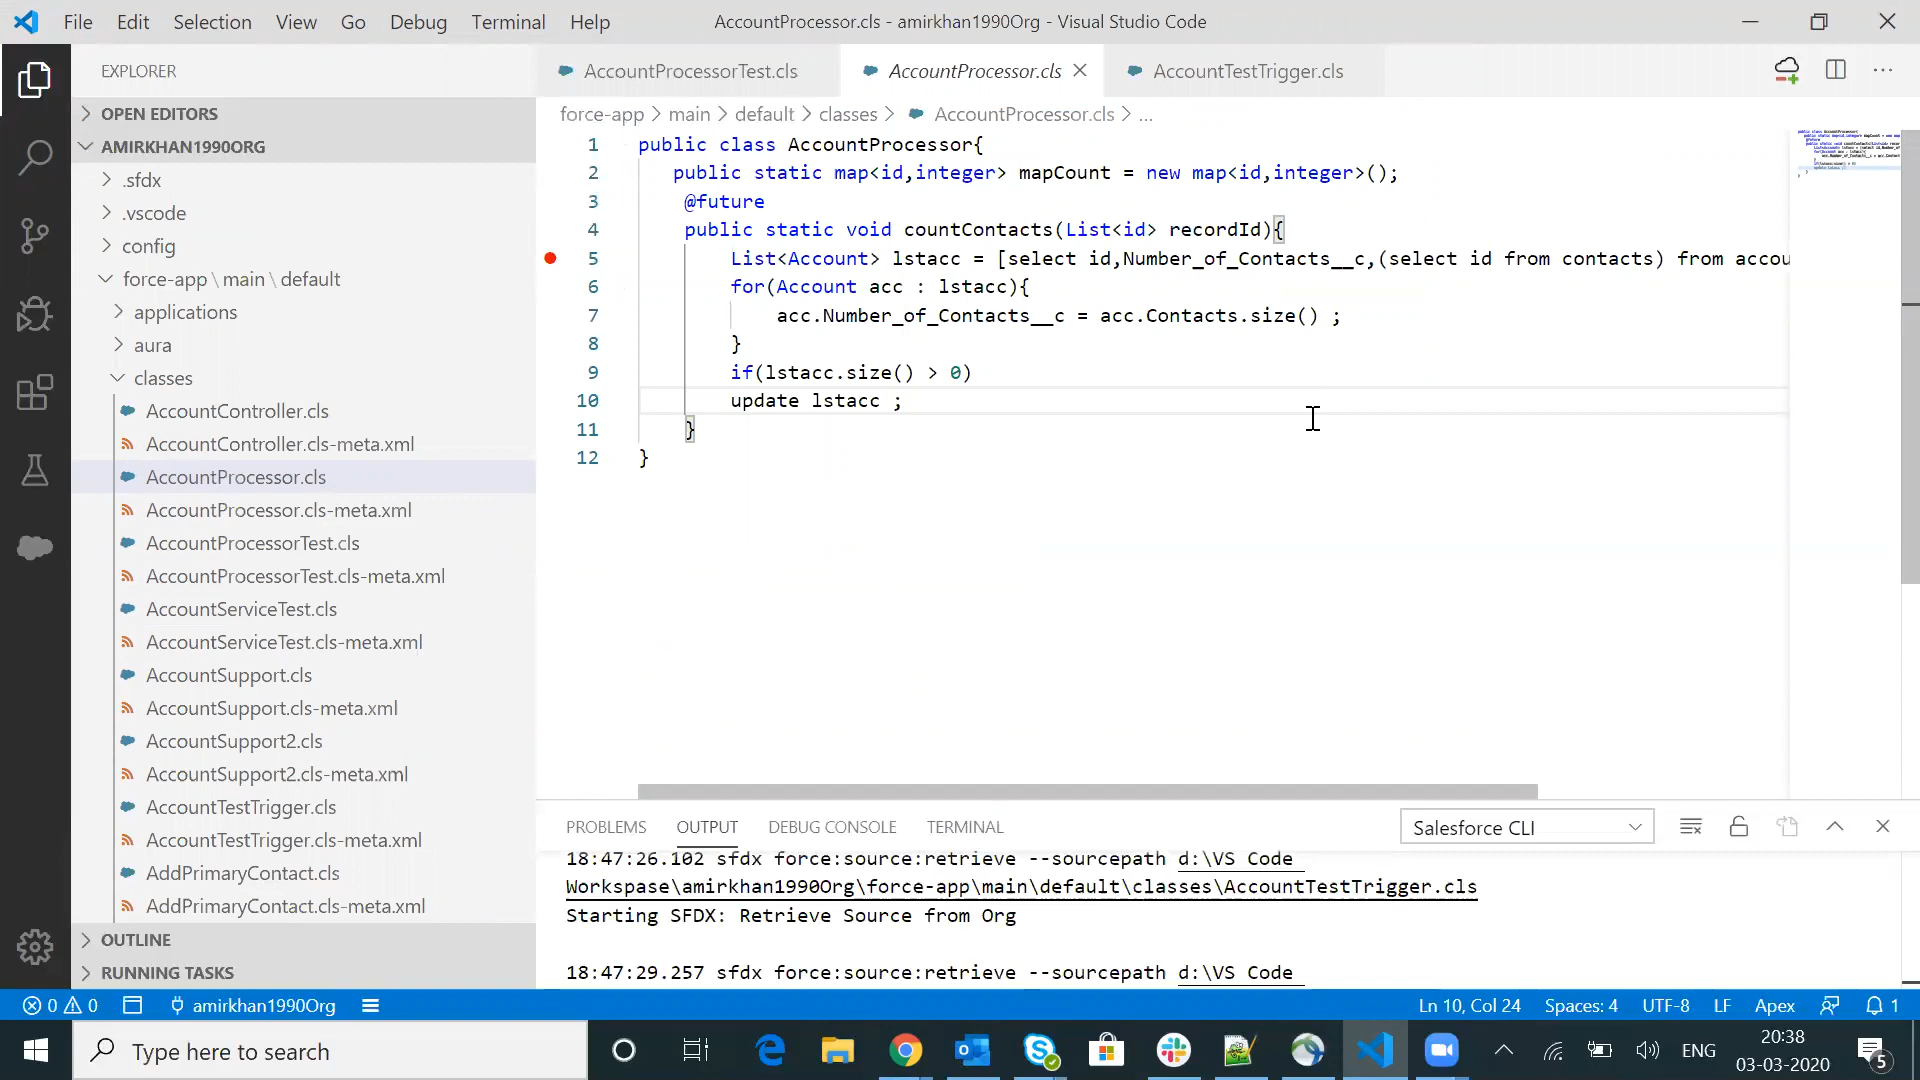 File Edit Selection View Go Debug Terminal Help AccountProcessor.cls - amirkhan1990Org - Visual Studio Code
EXPLORER
OPEN EDITORS
AMIRKHAN1990ORG
.sfdx
.vscode
config
force-app \ main \ default
applications
aura
classes
AccountController.cls
AccountController.cls-meta.xml
AccountProcessor.cls
AccountProcessor.cls-meta.xml
AccountProcessorTest.cls
AccountProcessorTest.cls-meta.xml
AccountServiceTest.cls
AccountServiceTest.cls-meta.xml
AccountSupport.cls
AccountSupport.cls-meta.xml
AccountSupport2.cls
AccountSupport2.cls-meta.xml
AccountTestTrigger.cls
AccountTestTrigger.cls-meta.xml
AddPrimaryContact.cls
AddPrimaryContact.cls-meta.xml
OUTLINE
RUNNING TASKS
AccountProcessorTest.cls AccountProcessor.cls AccountTestTrigger.cls
force-app > main > default > classes > AccountProcessor.cls > ...
1 public class AccountProcessor{
2 public static map<id,integer> mapCount = new map<id,integer>();
3 @future
4 public static void countContacts(List<id> recordId){
5 List<Account> lstacc = [select id,Number_of_Contacts__c,(select id from contacts) from accou
6 for(Account acc : lstacc){
7 acc.Number_of_Contacts__c = acc.Contacts.size() ;
8 }
9 if(lstacc.size() > 0)
10 update lstacc ;
11 }
12 }
PROBLEMS OUTPUT DEBUG CONSOLE TERMINAL Salesforce CLI
18:47:26.102 sfdx force:source:retrieve --sourcepath d:\VS Code
Workspase\amirkhan1990Org\force-app\main\default\classes\AccountTestTrigger.cls
Starting SFDX: Retrieve Source from Org
18:47:29.257 sfdx force:source:retrieve --sourcepath d:\VS Code
0 0 amirkhan1990Org Ln 10, Col 24 Spaces: 4 UTF-8 LF Apex 1
Type here to search ENG 20:38
03-03-2020 5